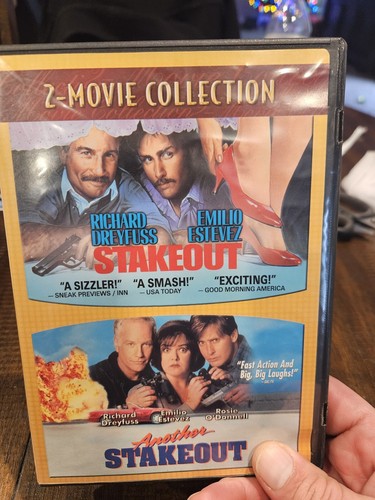 2-MOVIE COLLECTION
RICHARD DREYFUSS
EMILIO ESTEVEZ
STAKEOUT
"A SIZZLER!"
— SNEAK PREVIEWS / INN
"A SMASH!"
— USA TODAY
"EXCITING!"
— GOOD MORNING AMERICA
"Fast Action And
Big, Big Laughs!"
Richard Dreyfuss
Emilio Estevez
Rosie O'Donnell
Another
STAKEOUT